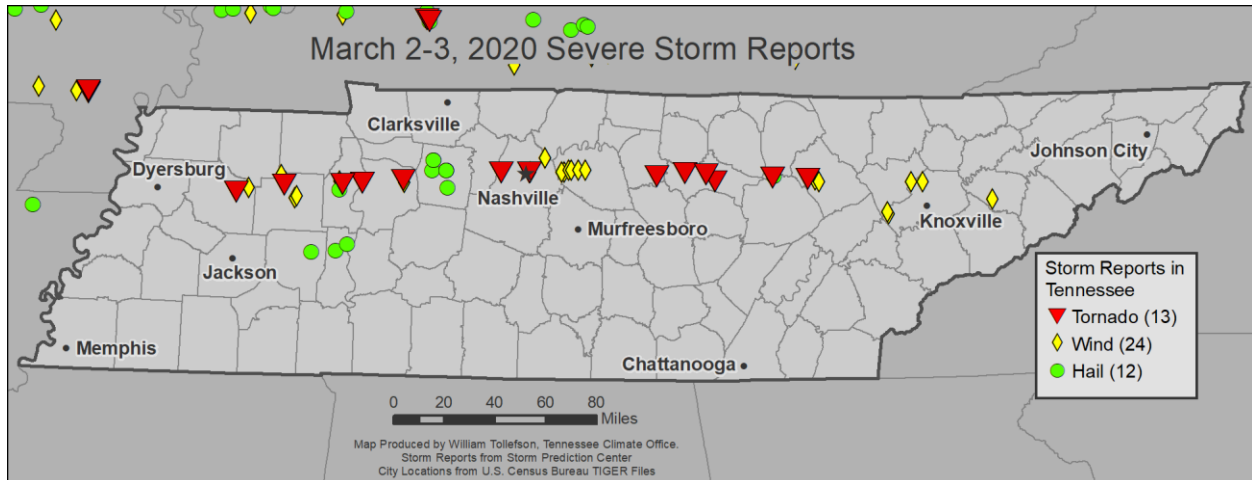 March 2-3, 2020 Severe Storm Reports
Clarksville
Johnson City
Dyersburg
Nashville
Knoxville
Murfreesboro
Jackson
Memphis
Chattanooga
Storm Reports in
Tennessee
Tornado (13)
Wind (24)
Hail (12)
0 20 40 60 80
Miles
Map Produced by William Tollefson, Tennessee Climate Office.
Storm Reports from Storm Prediction Center
City Locations from U.S. Census Bureau TIGER Files